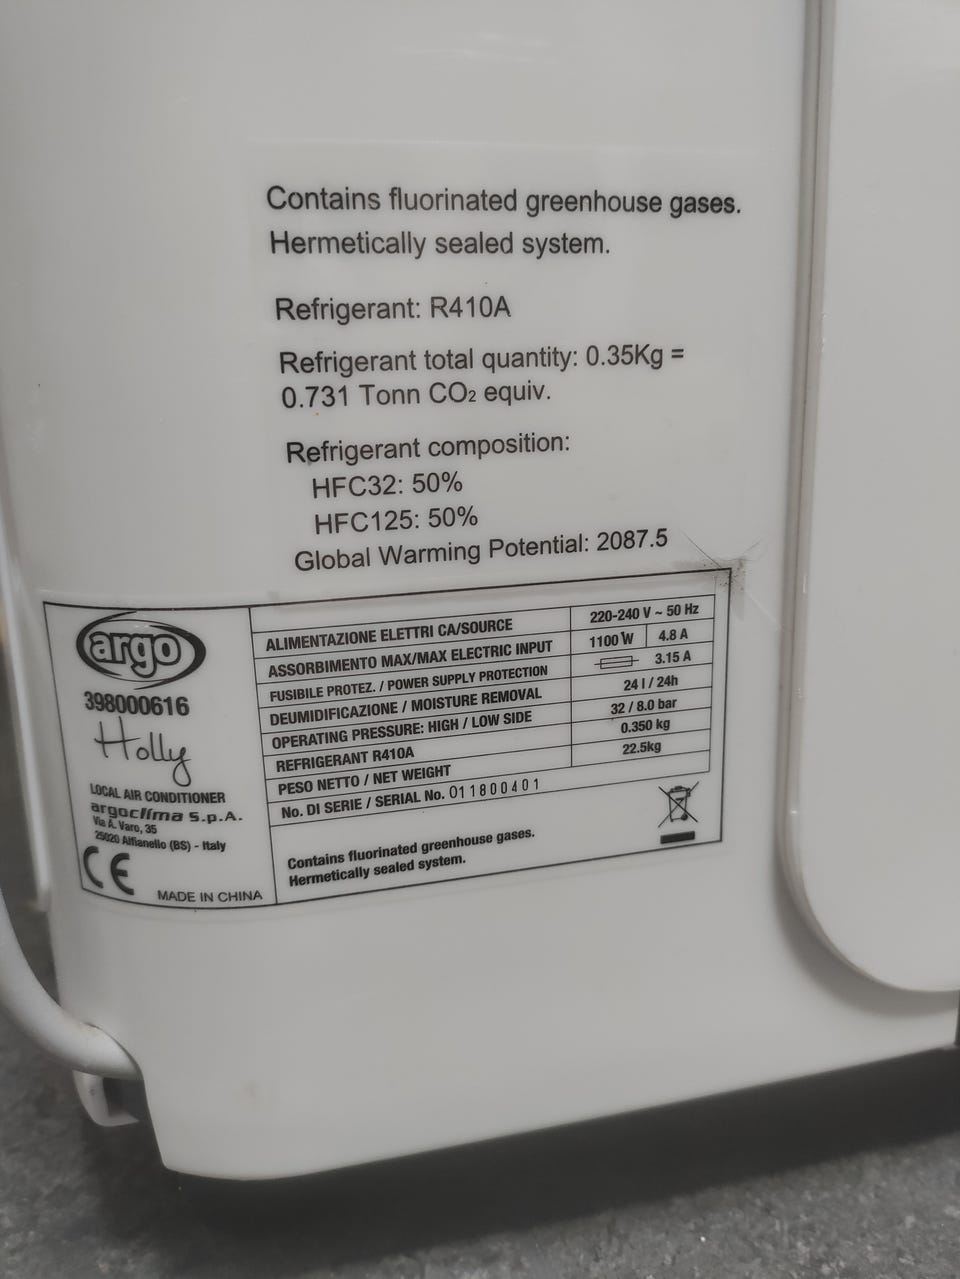 Contains fluorinated greenhouse gases.
Hermetically sealed system.
Refrigerant: R410A
Refrigerant total quantity: 0.35Kg =
0.731 Tonn CO2 equiv.
Refrigerant composition:
HFC32: 50%
HFC125: 50%
Global Warming Potential: 2087.5
argo
398000616
Holly
LOCAL AIR CONDITIONER
argoclima S.p.A.
Via A. Varo, 35
25020 Alfianello (BS) - Italy
CE
MADE IN CHINA
ALIMENTAZIONE ELETTRI CA/SOURCE 220-240 V ~ 50 Hz
ASSORBIMENTO MAX/MAX ELECTRIC INPUT 1100 W 4.8 A
FUSIBILE PROTEZ. / POWER SUPPLY PROTECTION 3.15 A
DEUMIDIFICAZIONE / MOISTURE REMOVAL 24 l / 24h
OPERATING PRESSURE: HIGH / LOW SIDE 32 / 8.0 bar
REFRIGERANT R410A 0.350 kg
PESO NETTO / NET WEIGHT 22.5kg
No. DI SERIE / SERIAL No. 011800401
Contains fluorinated greenhouse gases.
Hermetically sealed system.